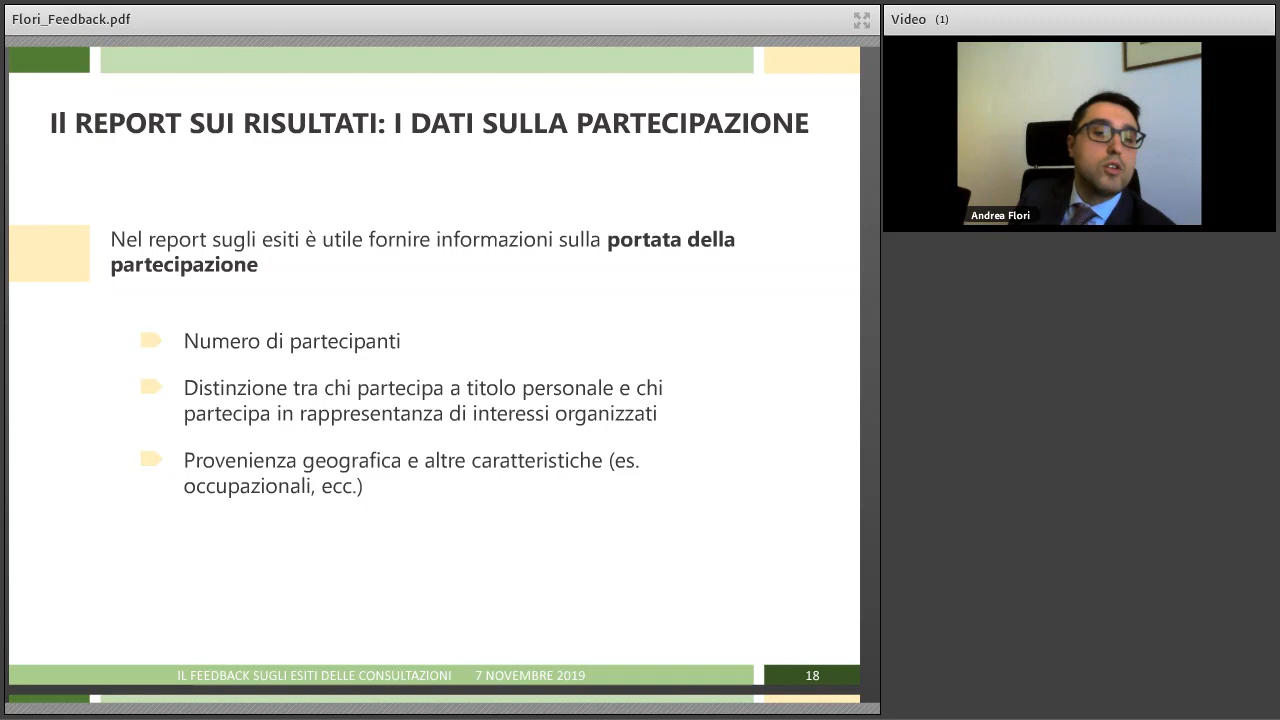 Flori_Feedback.pdf
Video (1)
Il REPORT SUI RISULTATI: I DATI SULLA PARTECIPAZIONE
Nel report sugli esiti è utile fornire informazioni sulla portata della
partecipazione
Numero di partecipanti
Distinzione tra chi partecipa a titolo personale e chi
partecipa in rappresentanza di interessi organizzati
Provenienza geografica e altre caratteristiche (es.
occupazionali, ecc.)
IL FEEDBACK SUGLI ESITI DELLE CONSULTAZIONI 7 NOVEMBRE 2019
18
Andrea Flori